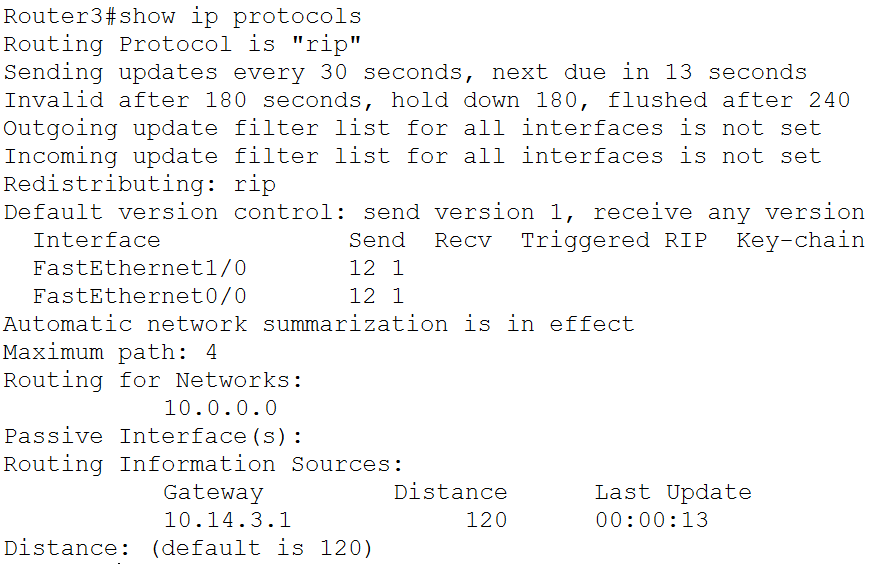 Router3#show ip protocols
Routing Protocol is "rip"
Sending updates every 30 seconds, next due in 13 seconds
Invalid after 180 seconds, hold down 180, flushed after 240
Outgoing update filter list for all interfaces is not set
Incoming update filter list for all interfaces is not set
Redistributing: rip
Default version control: send version 1, receive any version
Interface Send Recv Triggered RIP Key-chain
FastEthernet1/0 12 1
FastEthernet0/0 12 1
Automatic network summarization is in effect
Maximum path: 4
Routing for Networks:
10.0.0.0
Passive Interface(s):
Routing Information Sources:
Gateway Distance Last Update
10.14.3.1 120 00:00:13
Distance: (default is 120)